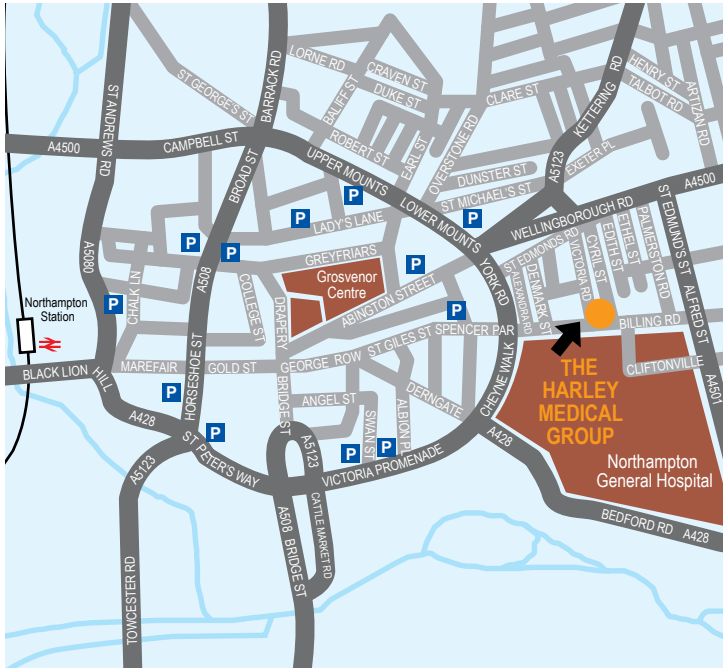 LORNE RD
CRAVEN ST
DUKE ST
CLARE ST
HENRY ST
TALBOT RD
ARTIZAN RD
ST GEORGE'S ST
BARRACK RD
BALIFF ST
KETTERING RD
ST ANDREWS RD
A4500
CAMPBELL ST
ROBERT ST
EARL ST
OVERSTONE RD
A5123
EXETER PL
DUNSTER ST
ST MICHAEL'S ST
A4500
BROAD ST
UPPER MOUNTS
P
LADY'S LANE
P
LOWER MOUNTS
P
WELLINGBOROUGH RD
ST EDMUND'S ST
A5080
P
P
GREYFRIARS
P
YORK RD
ST EDMONDS RD
ALEXANDRA RD
DENMARK ST
VICTORIA RD
CYRIL ST
EDITH ST
ETHEL ST
PALMERSTON RD
CHALK LN
A508
COLLEGE ST
DRAPERY
Grosvenor
Centre
ABINGTON STREET
P
Northampton
Station
P
ST GILES ST
SPENCER PAR
BILLING RD
ALFRED ST
BLACK LION
HILL
MAREFAIR
GOLD ST
GEORGE ROW
CHEYNE WALK
CLIFTONVILLE
THE
HARLEY
MEDICAL
GROUP
A4501
HORSESHOE ST
P
BRIDGE ST
ANGEL ST
SWAN ST
ALBION PL
DERNGATE
A428
P
ST PETER'S WAY
A5123
P
P
VICTORIA PROMENADE
A428
Northampton
General Hospital
A5123
CATTLE MARKET RD
A508
BRIDGE ST
BEDFORD RD
A428
TOWCESTER RD